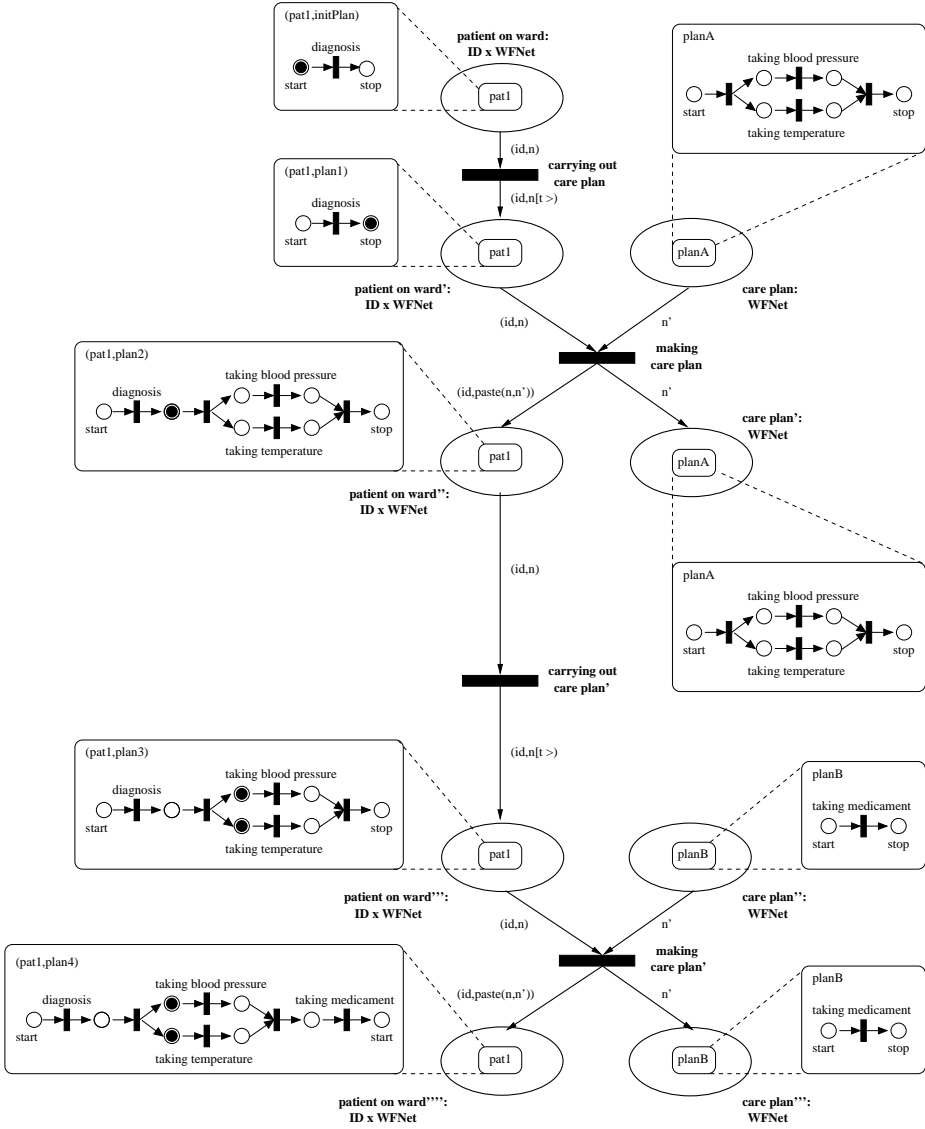 (pat1,initPlan)
diagnosis
start
stop
patient on ward:
ID x WFNet
pat1
planA
taking blood pressure
start
stop
taking temperature
(id,n)
carrying out
care plan
(id,n[t >)
(pat1,plan1)
diagnosis
start
stop
pat1
planA
patient on ward':
ID x WFNet
care plan:
WFNet
(id,n)
n'
making
care plan
(pat1,plan2)
diagnosis
taking blood pressure
start
stop
taking temperature
(id,paste(n,n'))
n'
pat1
planA
care plan':
WFNet
patient on ward'':
ID x WFNet
(id,n)
planA
taking blood pressure
start
stop
taking temperature
carrying out
care plan'
(id,n[t >)
(pat1,plan3)
diagnosis
taking blood pressure
start
stop
taking temperature
pat1
planB
planB
taking medicament
start
stop
patient on ward''':
ID x WFNet
care plan'':
WFNet
(id,n)
n'
making
care plan'
(pat1,plan4)
diagnosis
taking blood pressure
taking medicament
start
start
taking temperature
(id,paste(n,n'))
n'
pat1
planB
planB
taking medicament
start
stop
patient on ward'''':
ID x WFNet
care plan''':
WFNet